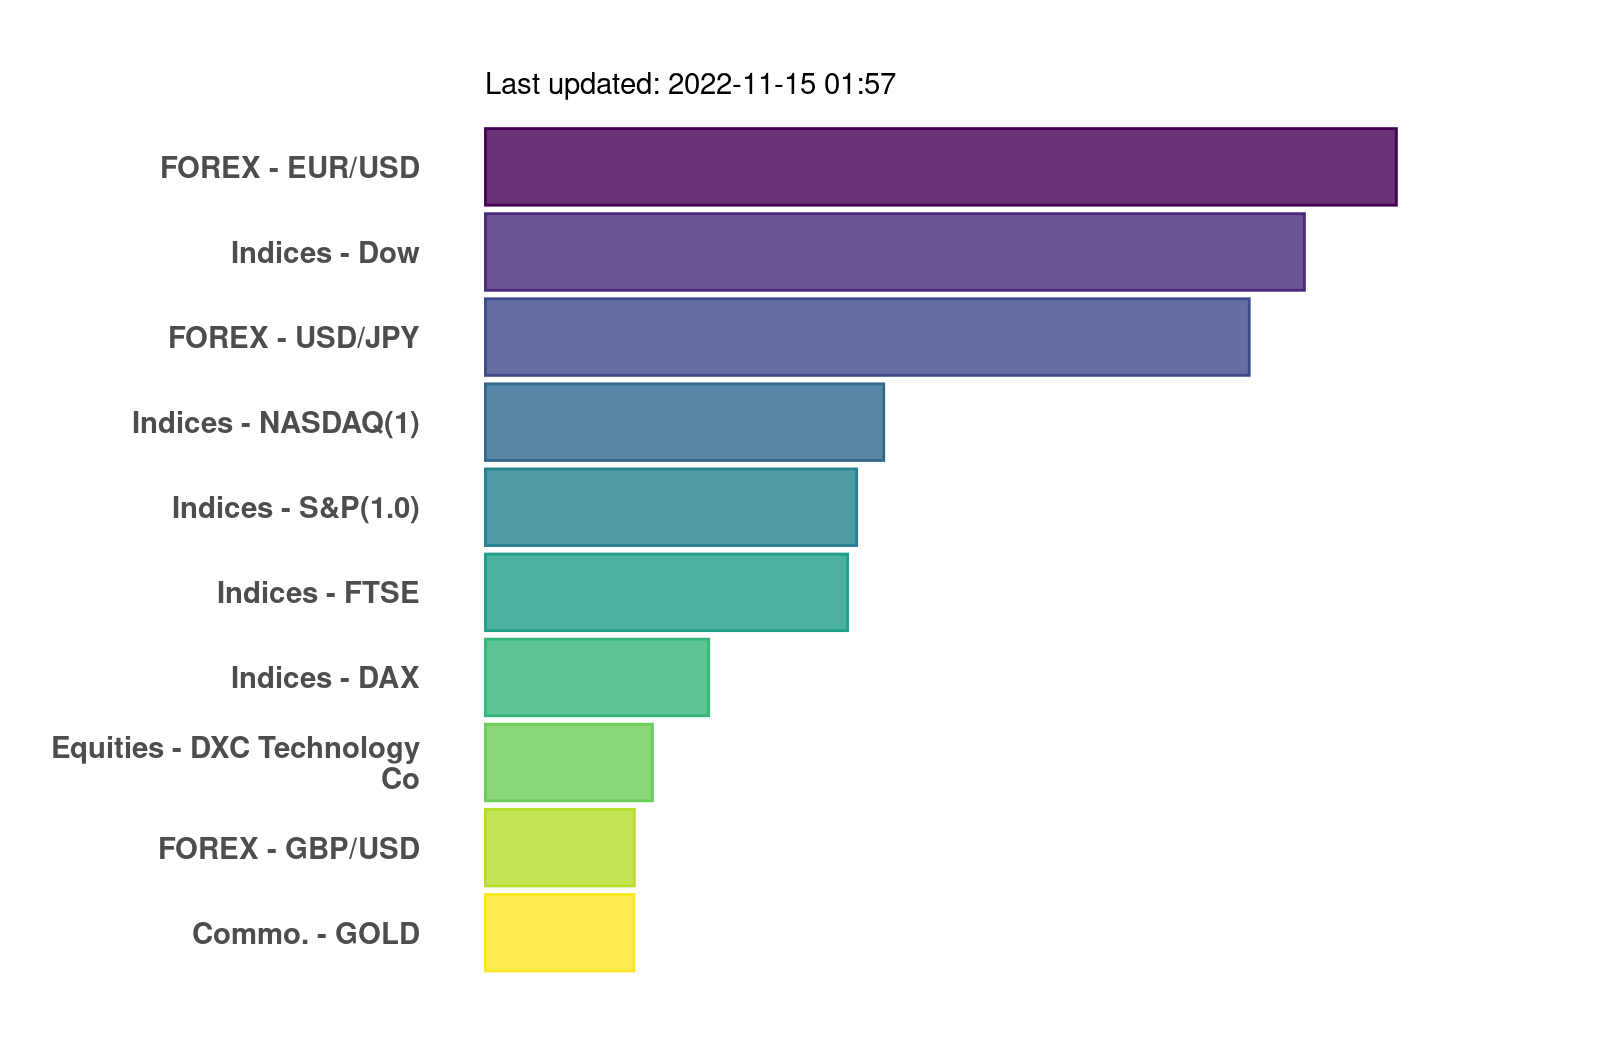 Last updated: 2022-11-15 01:57
FOREX - EUR/USD
Indices - Dow
FOREX - USD/JPY
Indices - NASDAQ(1)
Indices - S&P(1.0)
Indices - FTSE
Indices - DAX
Equities - DXC Technology
Co
FOREX - GBP/USD
Commo. - GOLD